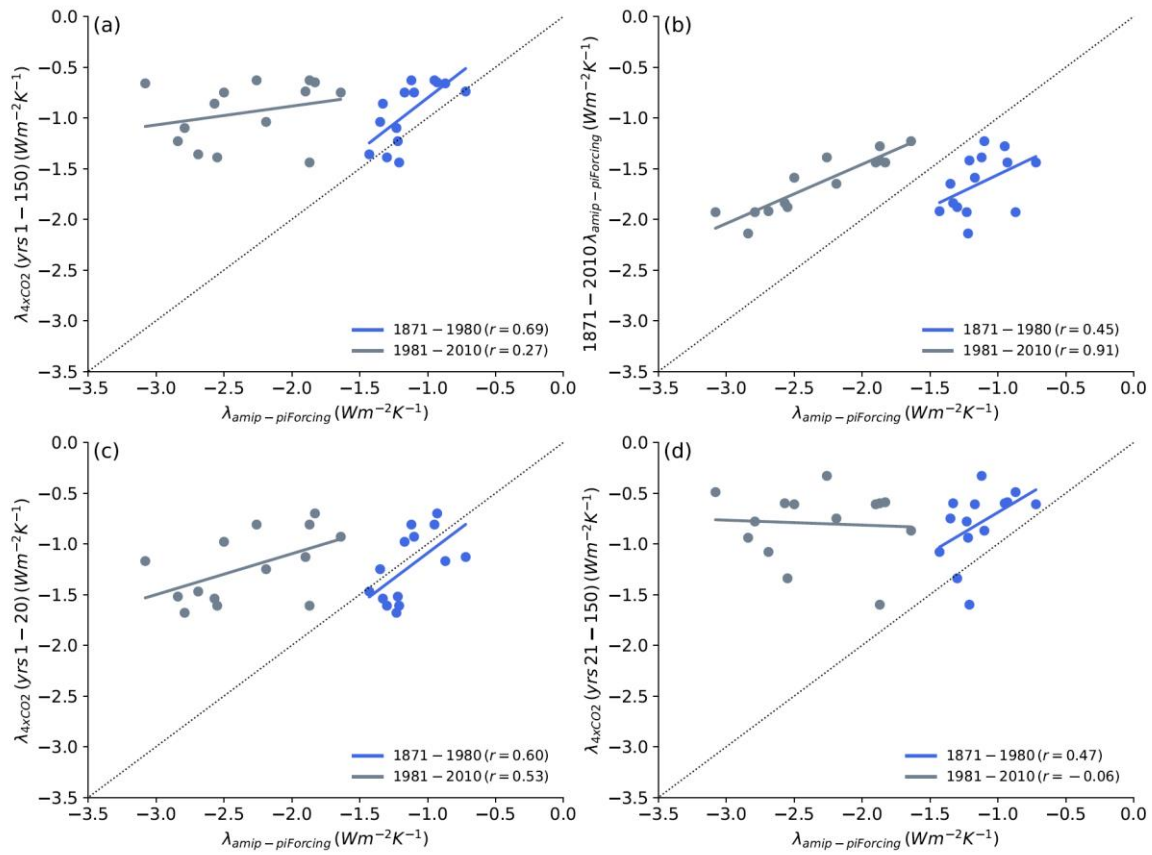 (a)
0.0
−0.5
−1.0
−1.5
−2.0
−2.5
−3.0
−3.5
λ4xCO2 (yrs 1 − 150) (Wm−2K−1)
1871 − 1980 (r = 0.69)
1981 − 2010 (r = 0.27)
−3.5 −3.0 −2.5 −2.0 −1.5 −1.0 −0.5 0.0
λamip−piForcing (Wm−2K−1)
(b)
0.0
−0.5
−1.0
−1.5
−2.0
−2.5
−3.0
−3.5
1871 − 2010 λamip−piForcing (Wm−2K−1)
1871 − 1980 (r = 0.45)
1981 − 2010 (r = 0.91)
−3.5 −3.0 −2.5 −2.0 −1.5 −1.0 −0.5 0.0
λamip−piForcing (Wm−2K−1)
(c)
0.0
−0.5
−1.0
−1.5
−2.0
−2.5
−3.0
−3.5
λ4xCO2 (yrs 1 − 20) (Wm−2K−1)
1871 − 1980 (r = 0.60)
1981 − 2010 (r = 0.53)
−3.5 −3.0 −2.5 −2.0 −1.5 −1.0 −0.5 0.0
λamip−piForcing (Wm−2K−1)
(d)
0.0
−0.5
−1.0
−1.5
−2.0
−2.5
−3.0
−3.5
λ4xCO2 (yrs 21 − 150) (Wm−2K−1)
1871 − 1980 (r = 0.47)
1981 − 2010 (r = −0.06)
−3.5 −3.0 −2.5 −2.0 −1.5 −1.0 −0.5 0.0
λamip−piForcing (Wm−2K−1)